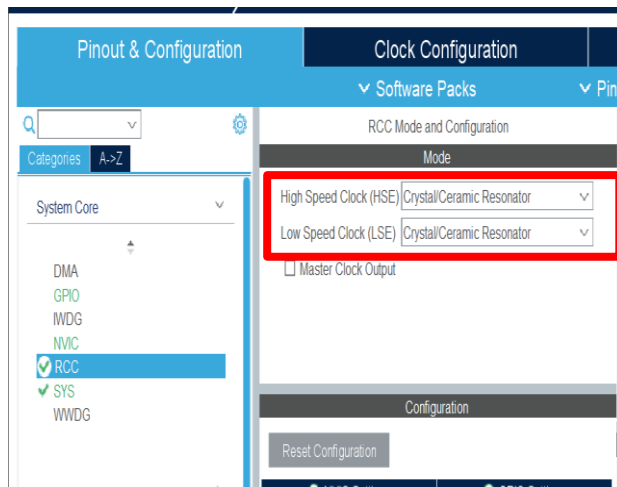 Pinout & Configuration
Clock Configuration
Software Packs
Pin
RCC Mode and Configuration
Categories
A->Z
Mode
System Core
High Speed Clock (HSE) Crystal/Ceramic Resonator
Low Speed Clock (LSE) Crystal/Ceramic Resonator
Master Clock Output
DMA
GPIO
IWDG
NVIC
RCC
SYS
WWDG
Configuration
Reset Configuration